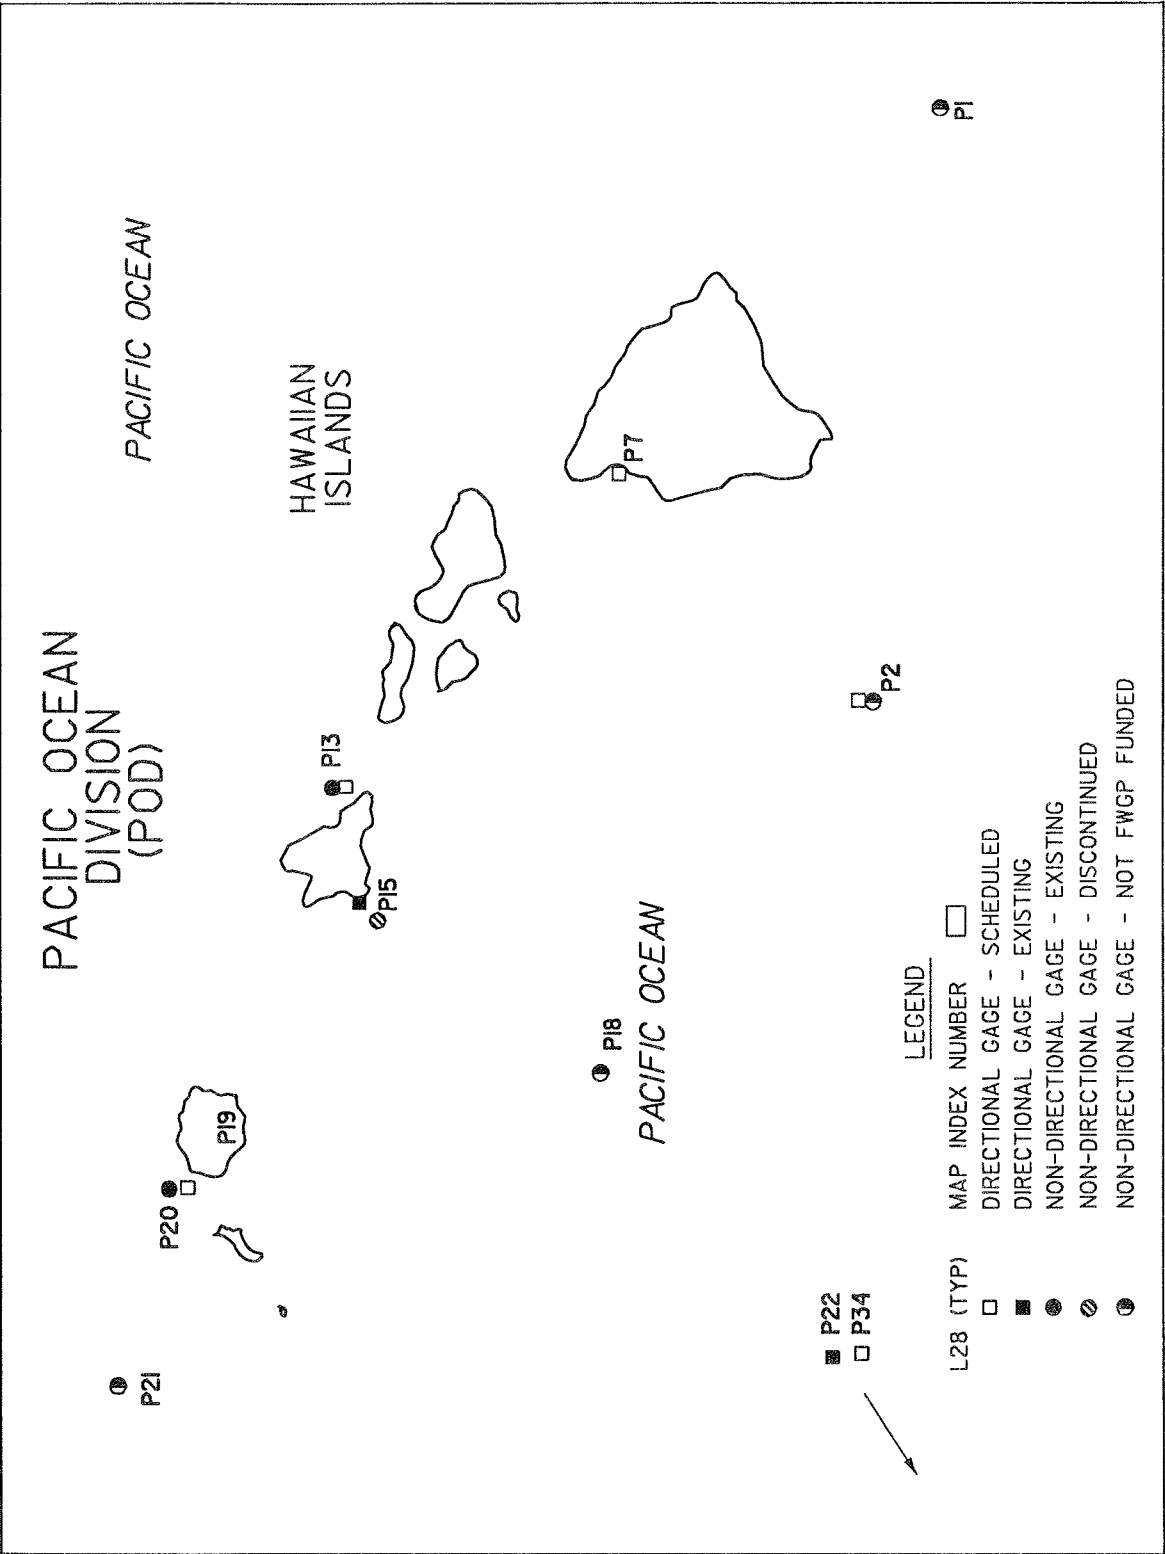 PACIFIC OCEAN
DIVISION
(POD)
PACIFIC OCEAN
HAWAIIAN
ISLANDS
P21
P20
P19
P13
P15
P7
P18
PACIFIC OCEAN
P2
P1
P22
P34
LEGEND
L28 (TYP) MAP INDEX NUMBER
DIRECTIONAL GAGE - SCHEDULED
DIRECTIONAL GAGE - EXISTING
NON-DIRECTIONAL GAGE - EXISTING
NON-DIRECTIONAL GAGE - DISCONTINUED
NON-DIRECTIONAL GAGE - NOT FWGP FUNDED